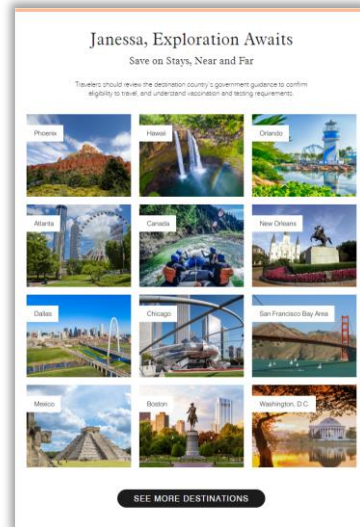 Janessa, Exploration Awaits
Save on Stays, Near and Far
Travelers should review the destination country's government guidance to confirm
eligibility to travel, and understand vaccination and testing requirements.
Phoenix
Hawaii
Orlando
Atlanta
Canada
New Orleans
Dallas
Chicago
San Francisco Bay Area
Mexico
Boston
Washington, D.C.
SEE MORE DESTINATIONS